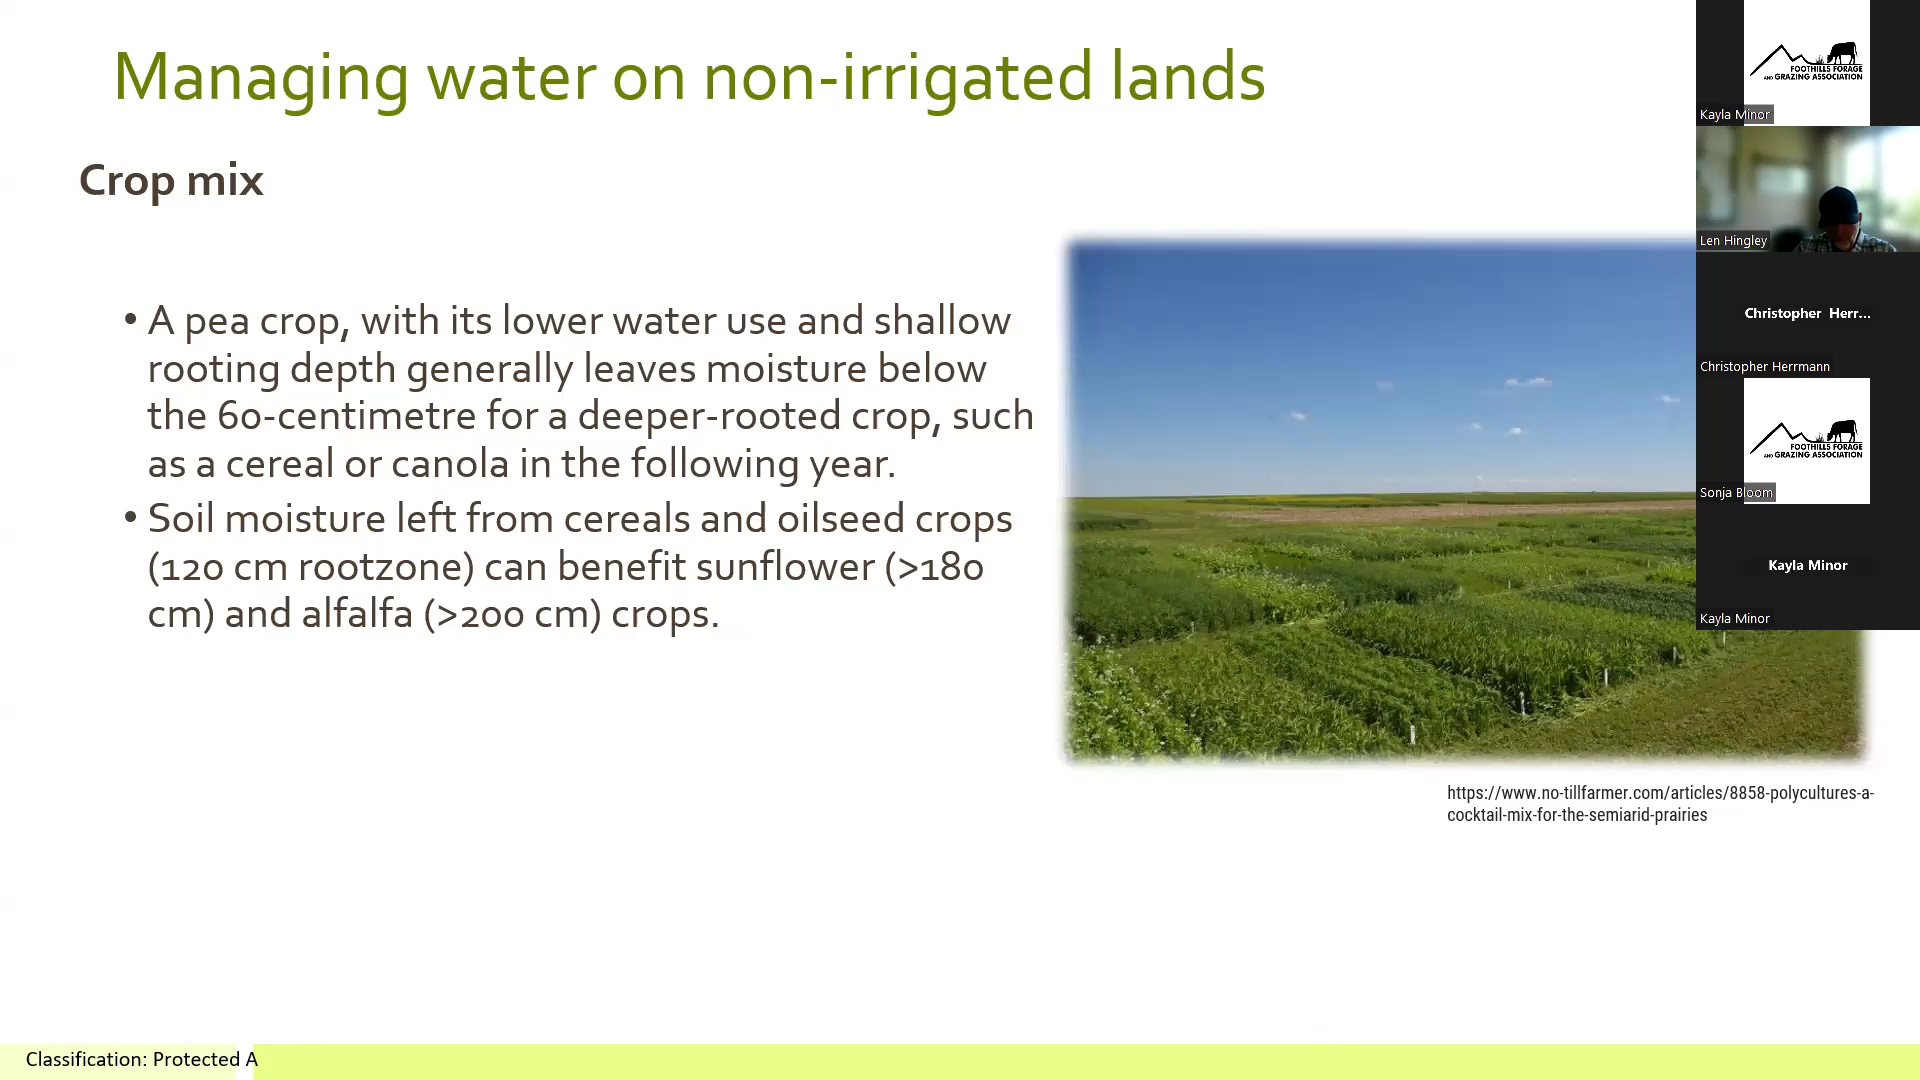 Managing water on non-irrigated lands
Crop mix
• A pea crop, with its lower water use and shallow
rooting depth generally leaves moisture below
the 60-centimetre for a deeper-rooted crop, such
as a cereal or canola in the following year.
• Soil moisture left from cereals and oilseed crops
(120 cm rootzone) can benefit sunflower (>180
cm) and alfalfa (>200 cm) crops.
https://www.no-tillfarmer.com/articles/8858-polycultures-a-
cocktail-mix-for-the-semiarid-prairies
Classification: Protected A
FOOTHILLS FORAGE
AND GRAZING ASSOCIATION
Kayla Minor
Len Hingley
Christopher Herr...
Christopher Herrmann
FOOTHILLS FORAGE
AND GRAZING ASSOCIATION
Sonja Bloom
Kayla Minor
Kayla Minor